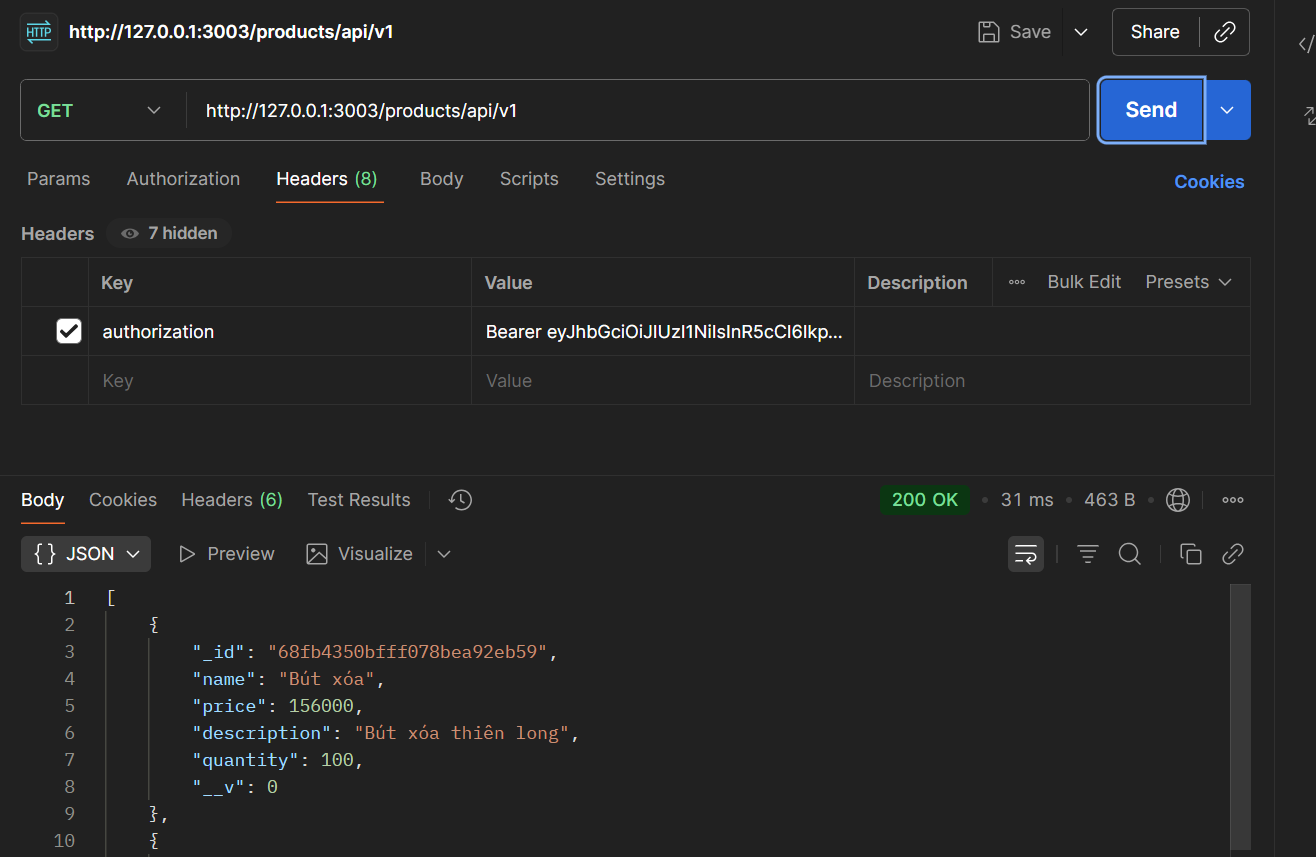 HTTP http://127.0.0.1:3003/products/api/v1 Save Share
GET http://127.0.0.1:3003/products/api/v1 Send
Params Authorization Headers (8) Body Scripts Settings Cookies
Headers 7 hidden
Key Value Description Bulk Edit Presets
authorization Bearer eyJhbGciOiJIUzI1NiIsInR5cCI6Ikp...
Key Value Description
Body Cookies Headers (6) Test Results 200 OK • 31 ms • 463 B •
{} JSON Preview Visualize
1 [
2 {
3 "_id": "68fb4350bfff078bea92eb59",
4 "name": "Bút xóa",
5 "price": 156000,
6 "description": "Bút xóa thiên long",
7 "quantity": 100,
8 "__v": 0
9 },
10 {